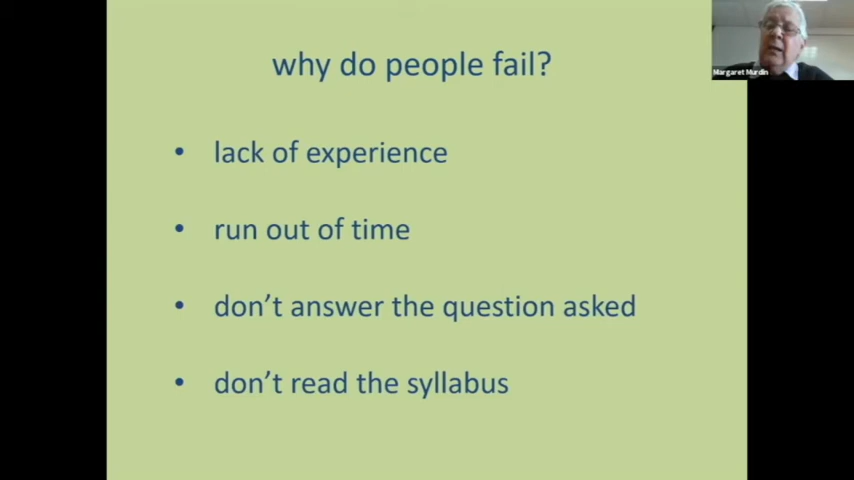 why do people fail?
Margaret Murdin
• lack of experience
• run out of time
• don’t answer the question asked
• don’t read the syllabus